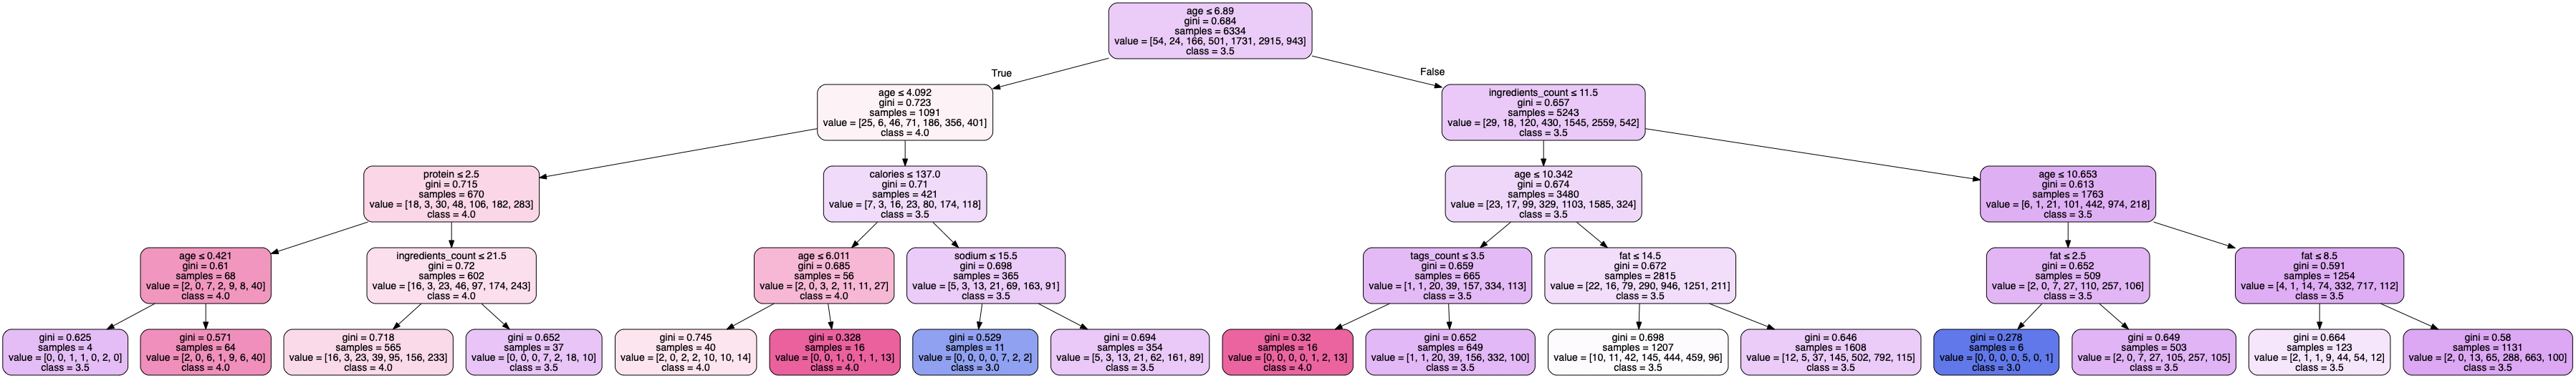 age ≤ 6.89
gini = 0.684
samples = 6334
value = [54, 24, 166, 501, 1731, 2915, 943]
class = 3.5
True
False
age ≤ 4.092
gini = 0.723
samples = 1091
value = [25, 6, 46, 71, 186, 356, 401]
class = 4.0
ingredients_count ≤ 11.5
gini = 0.657
samples = 5243
value = [29, 18, 120, 430, 1545, 2559, 542]
class = 3.5
protein ≤ 2.5
gini = 0.715
samples = 670
value = [18, 3, 30, 48, 106, 182, 283]
class = 4.0
calories ≤ 137.0
gini = 0.71
samples = 421
value = [7, 3, 16, 23, 80, 174, 118]
class = 3.5
age ≤ 10.342
gini = 0.674
samples = 3480
value = [23, 17, 99, 329, 1103, 1585, 324]
class = 3.5
age ≤ 10.653
gini = 0.613
samples = 1763
value = [6, 1, 21, 101, 442, 974, 218]
class = 3.5
age ≤ 0.421
gini = 0.61
samples = 68
value = [2, 0, 7, 2, 9, 8, 40]
class = 4.0
ingredients_count ≤ 21.5
gini = 0.72
samples = 602
value = [16, 3, 23, 46, 97, 174, 243]
class = 4.0
age ≤ 6.011
gini = 0.685
samples = 56
value = [2, 0, 3, 2, 11, 11, 27]
class = 4.0
sodium ≤ 15.5
gini = 0.698
samples = 365
value = [5, 3, 13, 21, 69, 163, 91]
class = 3.5
tags_count ≤ 3.5
gini = 0.659
samples = 665
value = [1, 1, 20, 39, 157, 334, 113]
class = 3.5
fat ≤ 14.5
gini = 0.672
samples = 2815
value = [22, 16, 79, 290, 946, 1251, 211]
class = 3.5
fat ≤ 2.5
gini = 0.652
samples = 509
value = [2, 0, 7, 27, 110, 257, 106]
class = 3.5
fat ≤ 8.5
gini = 0.591
samples = 1254
value = [4, 1, 14, 74, 332, 717, 112]
class = 3.5
gini = 0.625
samples = 4
value = [0, 0, 1, 1, 0, 2, 0]
class = 3.5
gini = 0.571
samples = 64
value = [2, 0, 6, 1, 9, 6, 40]
class = 4.0
gini = 0.718
samples = 565
value = [16, 3, 23, 39, 95, 156, 233]
class = 4.0
gini = 0.652
samples = 37
value = [0, 0, 0, 7, 2, 18, 10]
class = 3.5
gini = 0.745
samples = 40
value = [2, 0, 2, 2, 10, 10, 14]
class = 4.0
gini = 0.328
samples = 16
value = [0, 0, 1, 0, 1, 1, 13]
class = 4.0
gini = 0.529
samples = 11
value = [0, 0, 0, 0, 7, 2, 2]
class = 3.0
gini = 0.694
samples = 354
value = [5, 3, 13, 21, 62, 161, 89]
class = 3.5
gini = 0.32
samples = 16
value = [0, 0, 0, 0, 1, 2, 13]
class = 4.0
gini = 0.652
samples = 649
value = [1, 1, 20, 39, 156, 332, 100]
class = 3.5
gini = 0.698
samples = 1207
value = [10, 11, 42, 145, 444, 459, 96]
class = 3.5
gini = 0.646
samples = 1608
value = [12, 5, 37, 145, 502, 792, 115]
class = 3.5
gini = 0.278
samples = 6
value = [0, 0, 0, 0, 5, 0, 1]
class = 3.0
gini = 0.649
samples = 503
value = [2, 0, 7, 27, 105, 257, 105]
class = 3.5
gini = 0.664
samples = 123
value = [2, 1, 1, 9, 44, 54, 12]
class = 3.5
gini = 0.58
samples = 1131
value = [2, 0, 13, 65, 288, 663, 100]
class = 3.5